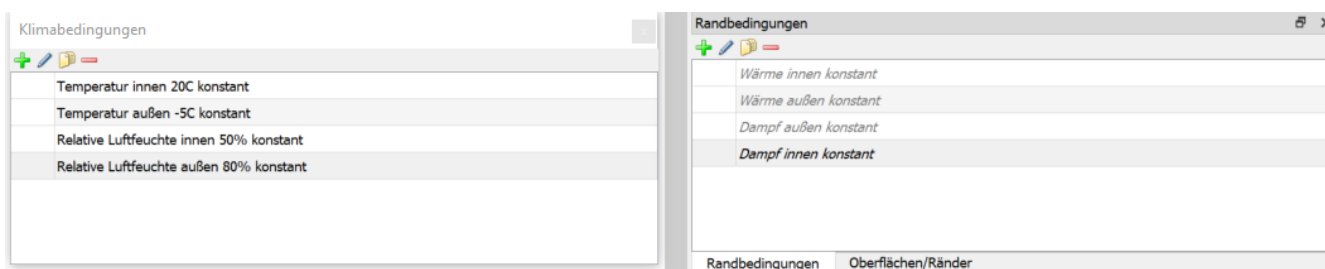 Klimabedingungen
Temperatur innen 20C konstant
Temperatur außen -5C konstant
Relative Luftfeuchte innen 50% konstant
Relative Luftfeuchte außen 80% konstant
Randbedingungen
Wärme innen konstant
Wärme außen konstant
Dampf außen konstant
Dampf innen konstant
Randbedingungen Oberflächen/Ränder